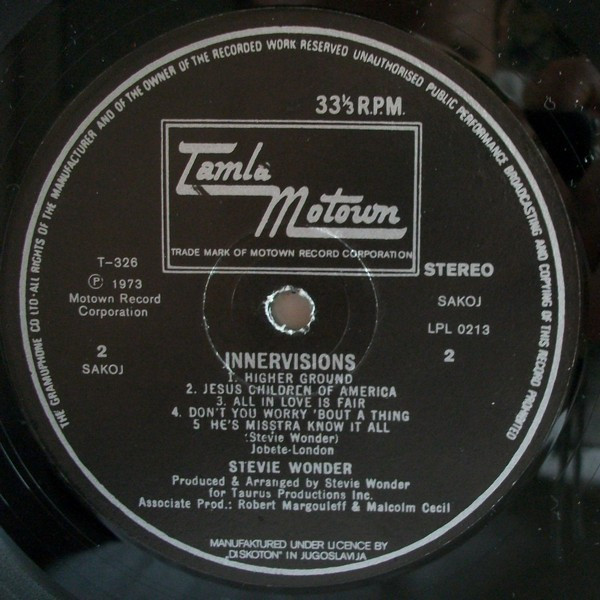 THE GRAMUPHONE CO LTD·ALL RIGHTS OF THE MANUFACTURER AND OF THE OWNER OF THE RECORDED WORK RESERVED UNAUTHORISED PUBLIC PERFORMANCE BROADCASTING AND COPYING OF THIS RECORD PROHIBITED
33⅓ R.P.M.
Tamla
Motown
TRADE MARK OF MOTOWN RECORD CORPORATION
T-326
Ⓟ 1973
Motown Record
Corporation
2
SAKOJ
STEREO
SAKOJ
LPL 0213
2
INNERVISIONS
1. HIGHER GROUND
2. JESUS CHILDREN OF AMERICA
3. ALL IN LOVE IS FAIR
4. DON'T YOU WORRY 'BOUT A THING
5 HE'S MISSTRA KNOW IT ALL
(Stevie Wonder)
Jobete-London
STEVIE WONDER
Produced & Arranged by Stevie Wonder
for Taurus Productions Inc.
Associate Prod.: Robert Margouleff & Malcolm Cecil
MANUFAKTURED UNDER LICENCE BY
„DISKOTON" IN JUGOSLAVIJA